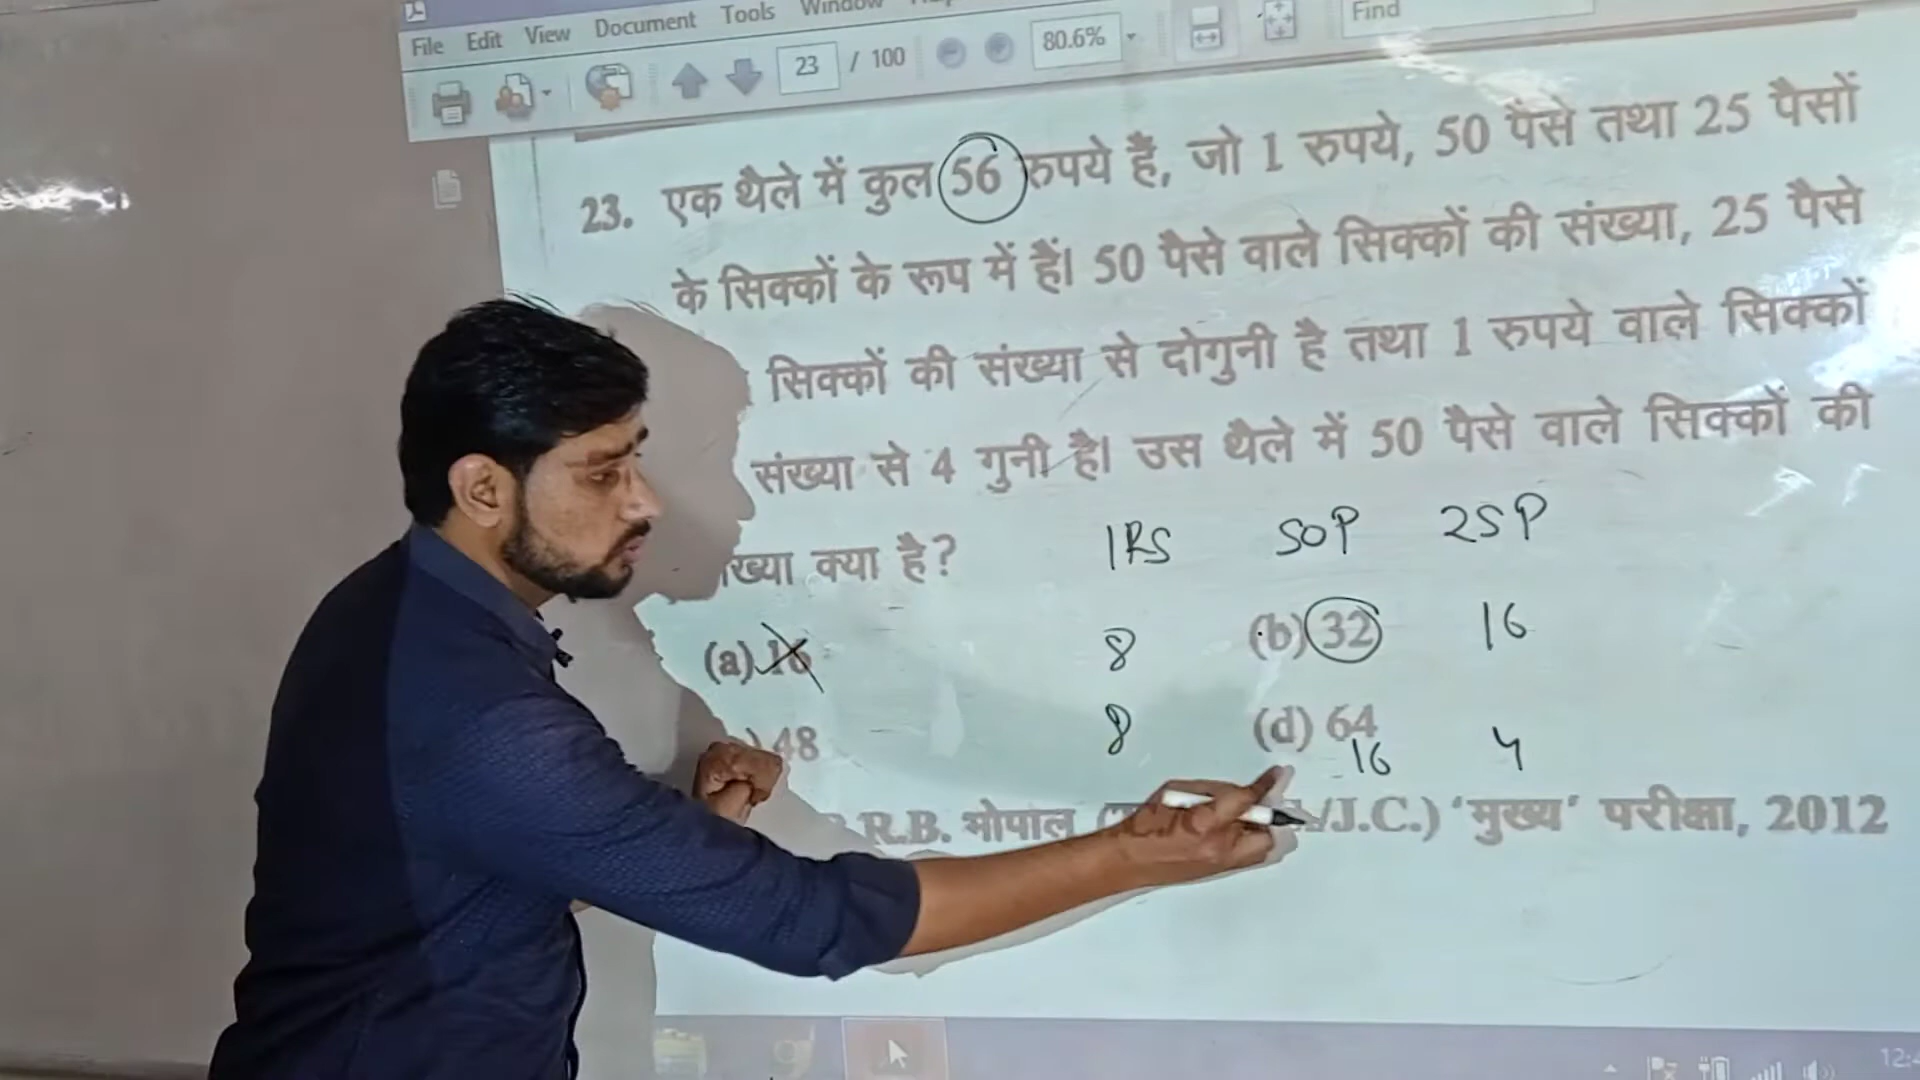 File Edit View Document Tools Window
23 / 100 80.6% Find
23. एक थैले में कुल 56 रुपये हैं, जो 1 रुपये, 50 पैसे तथा 25 पैसों
के सिक्कों के रूप में हैं। 50 पैसे वाले सिक्कों की संख्या, 25 पैसे
सिक्कों की संख्या से दोगुनी है तथा 1 रुपये वाले सिक्कों
संख्या से 4 गुनी है। उस थैले में 50 पैसे वाले सिक्कों की
ख्या क्या है?
1RS 50P 25P
(a) 16 8 (b) 32 16
48 8 (d) 64
16 4
R.B. भोपाल /J.C.) 'मुख्य' परीक्षा, 2012